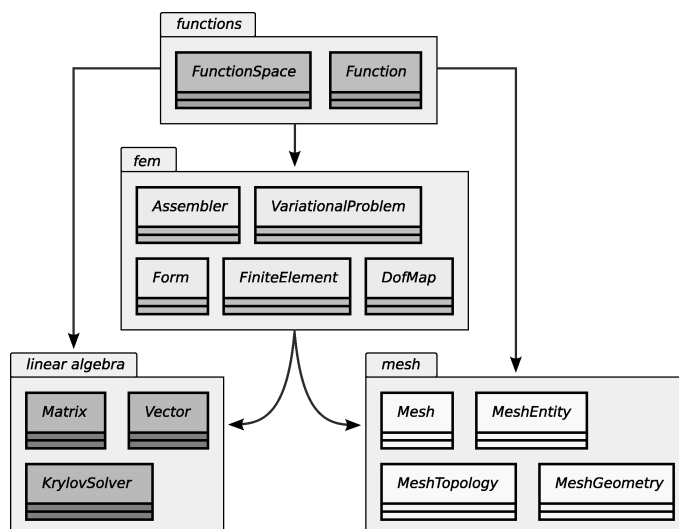 functions
FunctionSpace
Function
fem
Assembler
VariationalProblem
Form
FiniteElement
DofMap
linear algebra
Matrix
Vector
KrylovSolver
mesh
Mesh
MeshEntity
MeshTopology
MeshGeometry